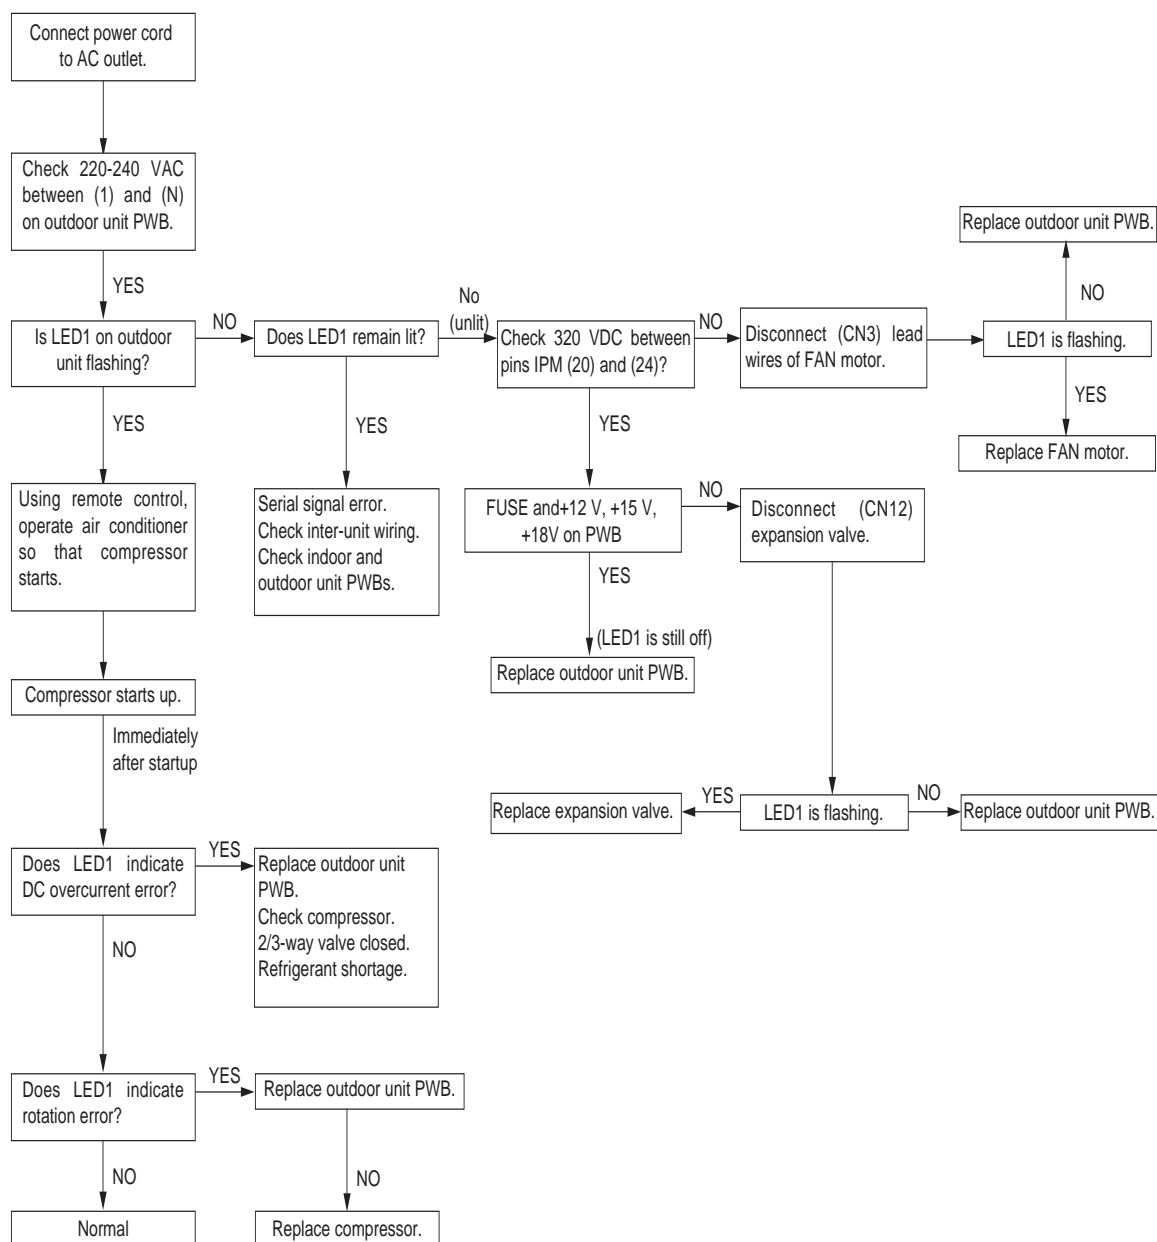 Connect power cord
to AC outlet.
Check 220-240 VAC
between (1) and (N)
on outdoor unit PWB.
YES
Is LED1 on outdoor
unit flashing?
NO
Does LED1 remain lit?
No
(unlit)
Check 320 VDC between
pins IPM (20) and (24)?
NO
Disconnect (CN3) lead
wires of FAN motor.
LED1 is flashing.
NO
Replace outdoor unit PWB.
YES
Replace FAN motor.
YES
Using remote control,
operate air conditioner
so that compressor
starts.
YES
Serial signal error.
Check inter-unit wiring.
Check indoor and
outdoor unit PWBs.
YES
FUSE and+12 V, +15 V,
+18V on PWB
NO
Disconnect (CN12)
expansion valve.
YES
(LED1 is still off)
Replace outdoor unit PWB.
Compressor starts up.
Immediately
after startup
Replace expansion valve.
YES
LED1 is flashing.
NO
Replace outdoor unit PWB.
Does LED1 indicate
DC overcurrent error?
YES
Replace outdoor unit
PWB.
Check compressor.
2/3-way valve closed.
Refrigerant shortage.
NO
Does LED1 indicate
rotation error?
YES
Replace outdoor unit PWB.
NO
NO
Normal
Replace compressor.